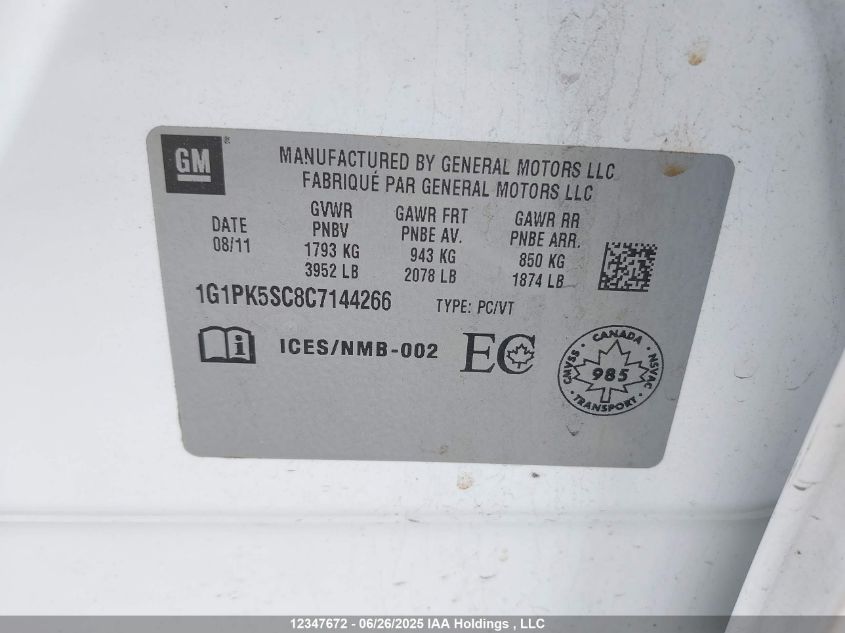 GM
MANUFACTURED BY GENERAL MOTORS LLC
FABRIQUÉ PAR GENERAL MOTORS LLC
DATE
08/11
GVWR
PNBV
1793 KG
3952 LB
GAWR FRT
PNBE AV.
943 KG
2078 LB
GAWR RR
PNBE ARR.
850 KG
1874 LB
1G1PK5SC8C7144266 TYPE: PC/VT
ICES/NMB-002 EC
CANADA
CMVSS • NSVAC
985
TRANSPORT
12347672 - 06/26/2025 IAA Holdings , LLC